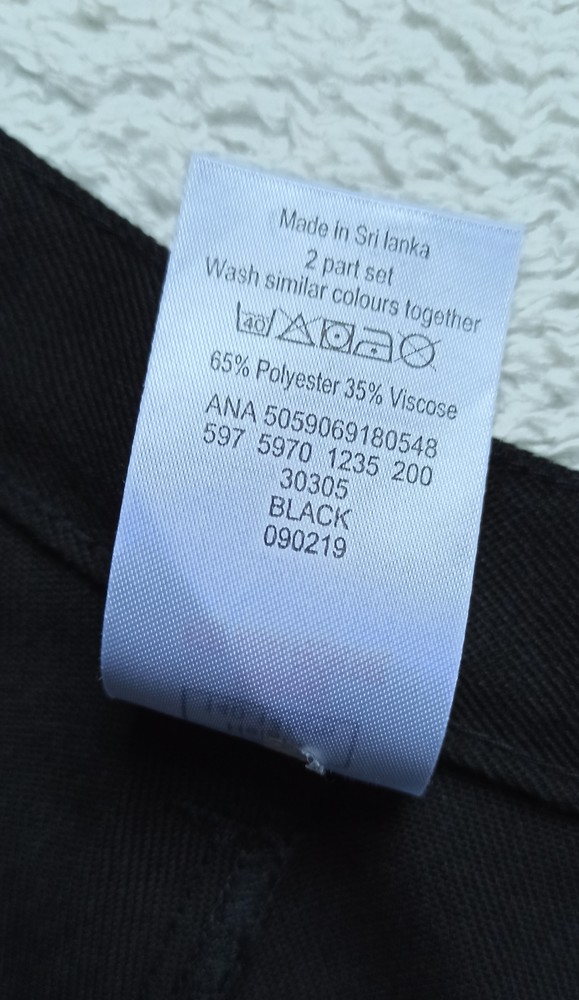 Made in Sri lanka
2 part set
Wash similar colours together
40
65% Polyester 35% Viscose
ANA 5059069180548
597 5970 1235 200
30305
BLACK
090219